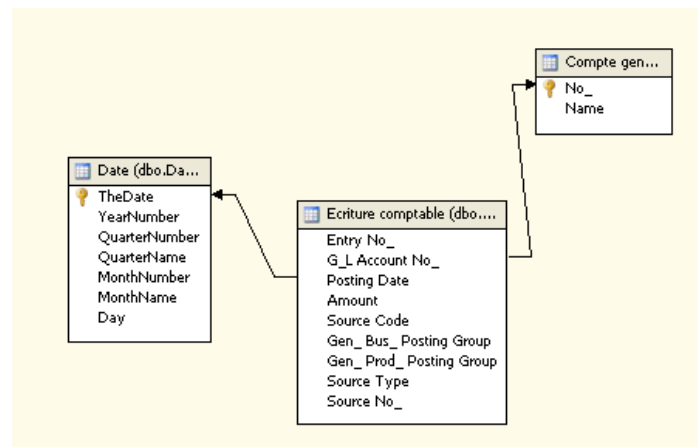 Compte gen...
No_
Name
Date (dbo.Da...
TheDate
YearNumber
QuarterNumber
QuarterName
MonthNumber
MonthName
Day
Ecriture comptable (dbo....
Entry No_
G_L Account No_
Posting Date
Amount
Source Code
Gen_ Bus_ Posting Group
Gen_ Prod_ Posting Group
Source Type
Source No_